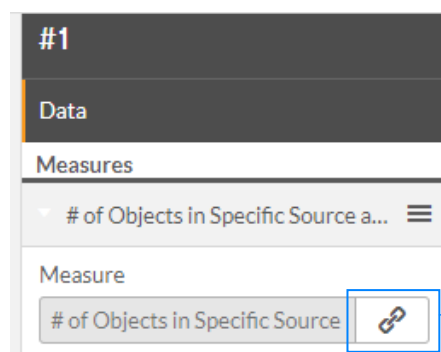 #1
Data
Measures
# of Objects in Specific Source a...
Measure
# of Objects in Specific Source